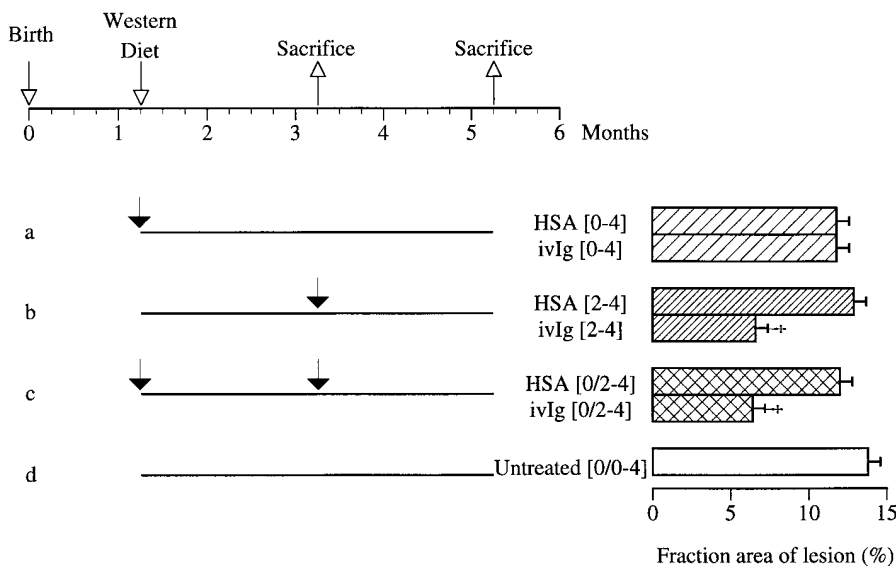 Birth
Western
Diet
Sacrifice
Sacrifice
0 1 2 3 4 5 6 Months
a
HSA [0-4]
ivIg [0-4]
b
HSA [2-4]
ivIg [2-4]
c
HSA [0/2-4]
ivIg [0/2-4]
d
Untreated [0/0-4]
0 5 10 15
Fraction area of lesion (%)